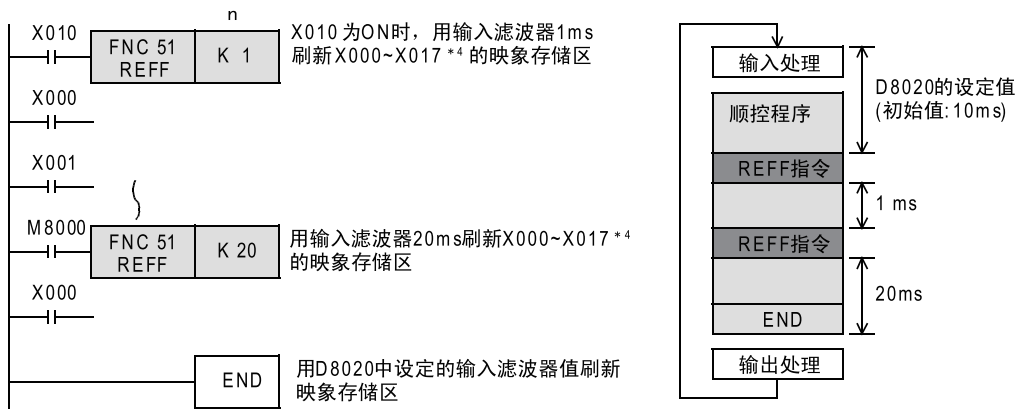 n
X010
FNC 51
REFF
K 1
X010为ON时，用输入滤波器1ms
刷新X000~X017 *4 的映象存储区
X000
X001
M8000
FNC 51
REFF
K 20
用输入滤波器20ms刷新X000~X017 *4
的映象存储区
X000
END
用D8020中设定的输入滤波器值刷新
映象存储区
输入处理
顺控程序
REFF指令
REFF指令
END
输出处理
D8020的设定值
(初始值:10ms)
1 ms
20ms